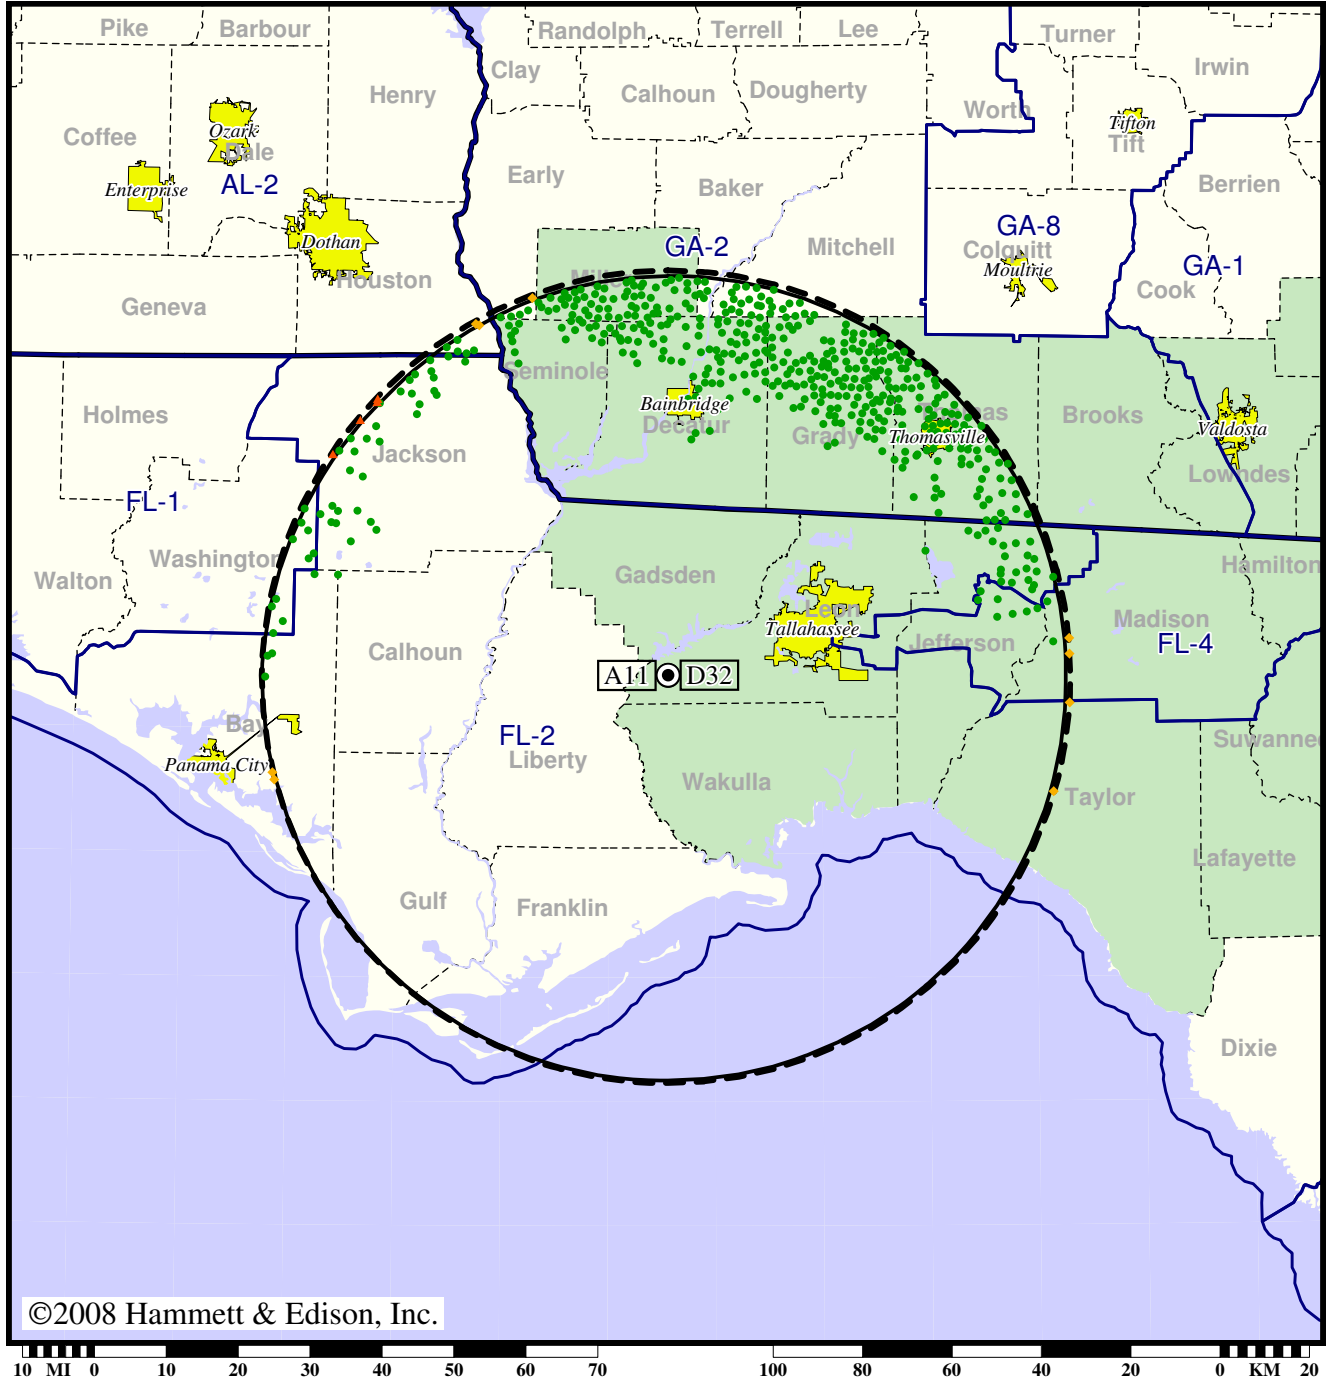 Pike
Barbour
Randolph
Terrell
Lee
Turner
Irwin
Clay
Henry
Calhoun
Dougherty
Worth
Coffee
Ozark
Dale
Tifton
Tift
Enterprise
AL-2
Early
Baker
Berrien
Dothan
GA-2
Mitchell
GA-8
Colquitt
Moultrie
GA-1
Cook
Houston
Miller
Geneva
Seminole
Holmes
Bainbridge
Decatur
Grady
Thomas
Thomasville
Brooks
Valdosta
Jackson
Lowndes
FL-1
Washington
Walton
Gadsden
Hamilton
Leon
Tallahassee
Madison
FL-4
Jefferson
Calhoun
A11
D32
Bay
FL-2
Liberty
Panama City
Suwannee
Wakulla
Taylor
Lafayette
Gulf
Franklin
Dixie
©2008 Hammett & Edison, Inc.
10 MI 0 10 20 30 40 50 60 70 100 80 60 40 20 0 KM 20